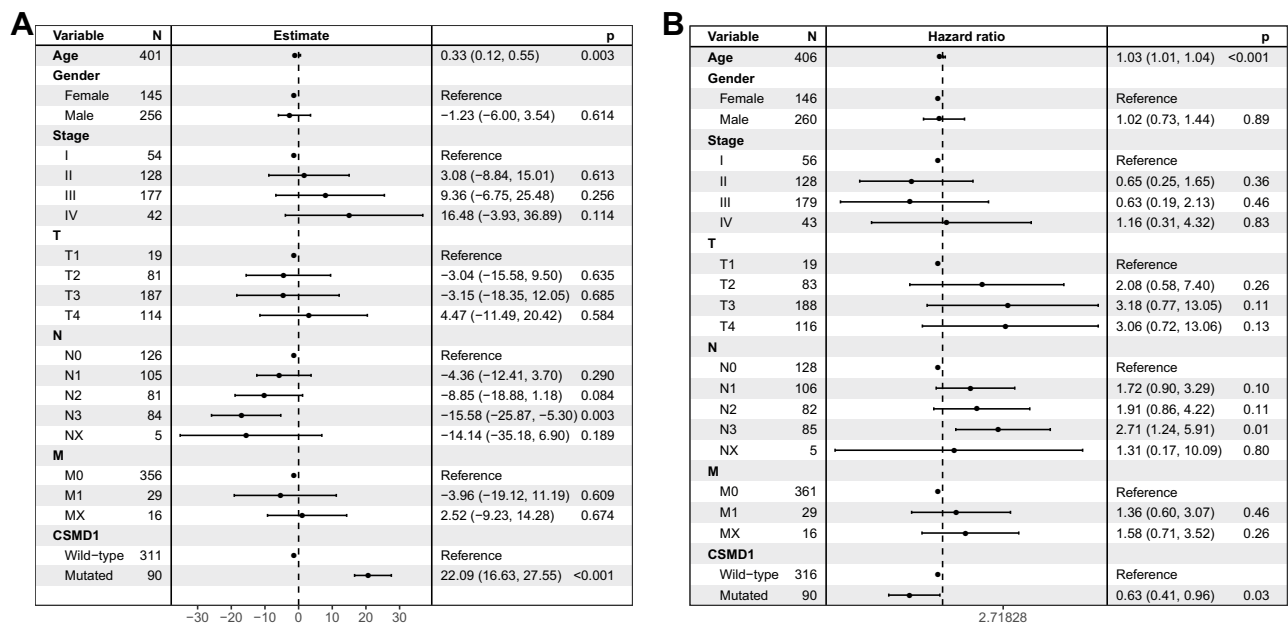 A
Variable N Estimate p
Age 401 0.33 (0.12, 0.55) 0.003
Gender
Female 145 Reference
Male 256 −1.23 (−6.00, 3.54) 0.614
Stage
I 54 Reference
II 128 3.08 (−8.84, 15.01) 0.613
III 177 9.36 (−6.75, 25.48) 0.256
IV 42 16.48 (−3.93, 36.89) 0.114
T
T1 19 Reference
T2 81 −3.04 (−15.58, 9.50) 0.635
T3 187 −3.15 (−18.35, 12.05) 0.685
T4 114 4.47 (−11.49, 20.42) 0.584
N
N0 126 Reference
N1 105 −4.36 (−12.41, 3.70) 0.290
N2 81 −8.85 (−18.88, 1.18) 0.084
N3 84 −15.58 (−25.87, −5.30) 0.003
NX 5 −14.14 (−35.18, 6.90) 0.189
M
M0 356 Reference
M1 29 −3.96 (−19.12, 11.19) 0.609
MX 16 2.52 (−9.23, 14.28) 0.674
CSMD1
Wild−type 311 Reference
Mutated 90 22.09 (16.63, 27.55) <0.001
−30 −20 −10 0 10 20 30
B
Variable N Hazard ratio p
Age 406 1.03 (1.01, 1.04) <0.001
Gender
Female 146 Reference
Male 260 1.02 (0.73, 1.44) 0.89
Stage
I 56 Reference
II 128 0.65 (0.25, 1.65) 0.36
III 179 0.63 (0.19, 2.13) 0.46
IV 43 1.16 (0.31, 4.32) 0.83
T
T1 19 Reference
T2 83 2.08 (0.58, 7.40) 0.26
T3 188 3.18 (0.77, 13.05) 0.11
T4 116 3.06 (0.72, 13.06) 0.13
N
N0 128 Reference
N1 106 1.72 (0.90, 3.29) 0.10
N2 82 1.91 (0.86, 4.22) 0.11
N3 85 2.71 (1.24, 5.91) 0.01
NX 5 1.31 (0.17, 10.09) 0.80
M
M0 361 Reference
M1 29 1.36 (0.60, 3.07) 0.46
MX 16 1.58 (0.71, 3.52) 0.26
CSMD1
Wild−type 316 Reference
Mutated 90 0.63 (0.41, 0.96) 0.03
2.71828